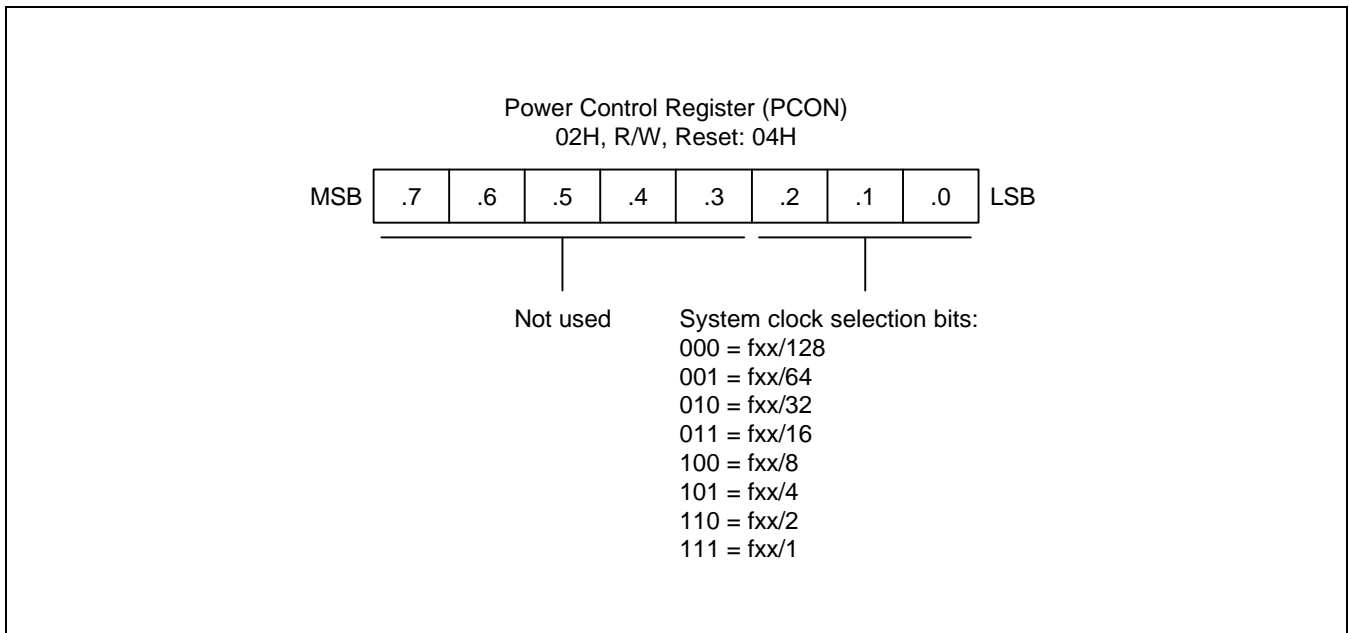 Power Control Register (PCON)
02H, R/W, Reset: 04H
MSB .7 .6 .5 .4 .3 .2 .1 .0 LSB
Not used
System clock selection bits:
000 = fxx/128
001 = fxx/64
010 = fxx/32
011 = fxx/16
100 = fxx/8
101 = fxx/4
110 = fxx/2
111 = fxx/1